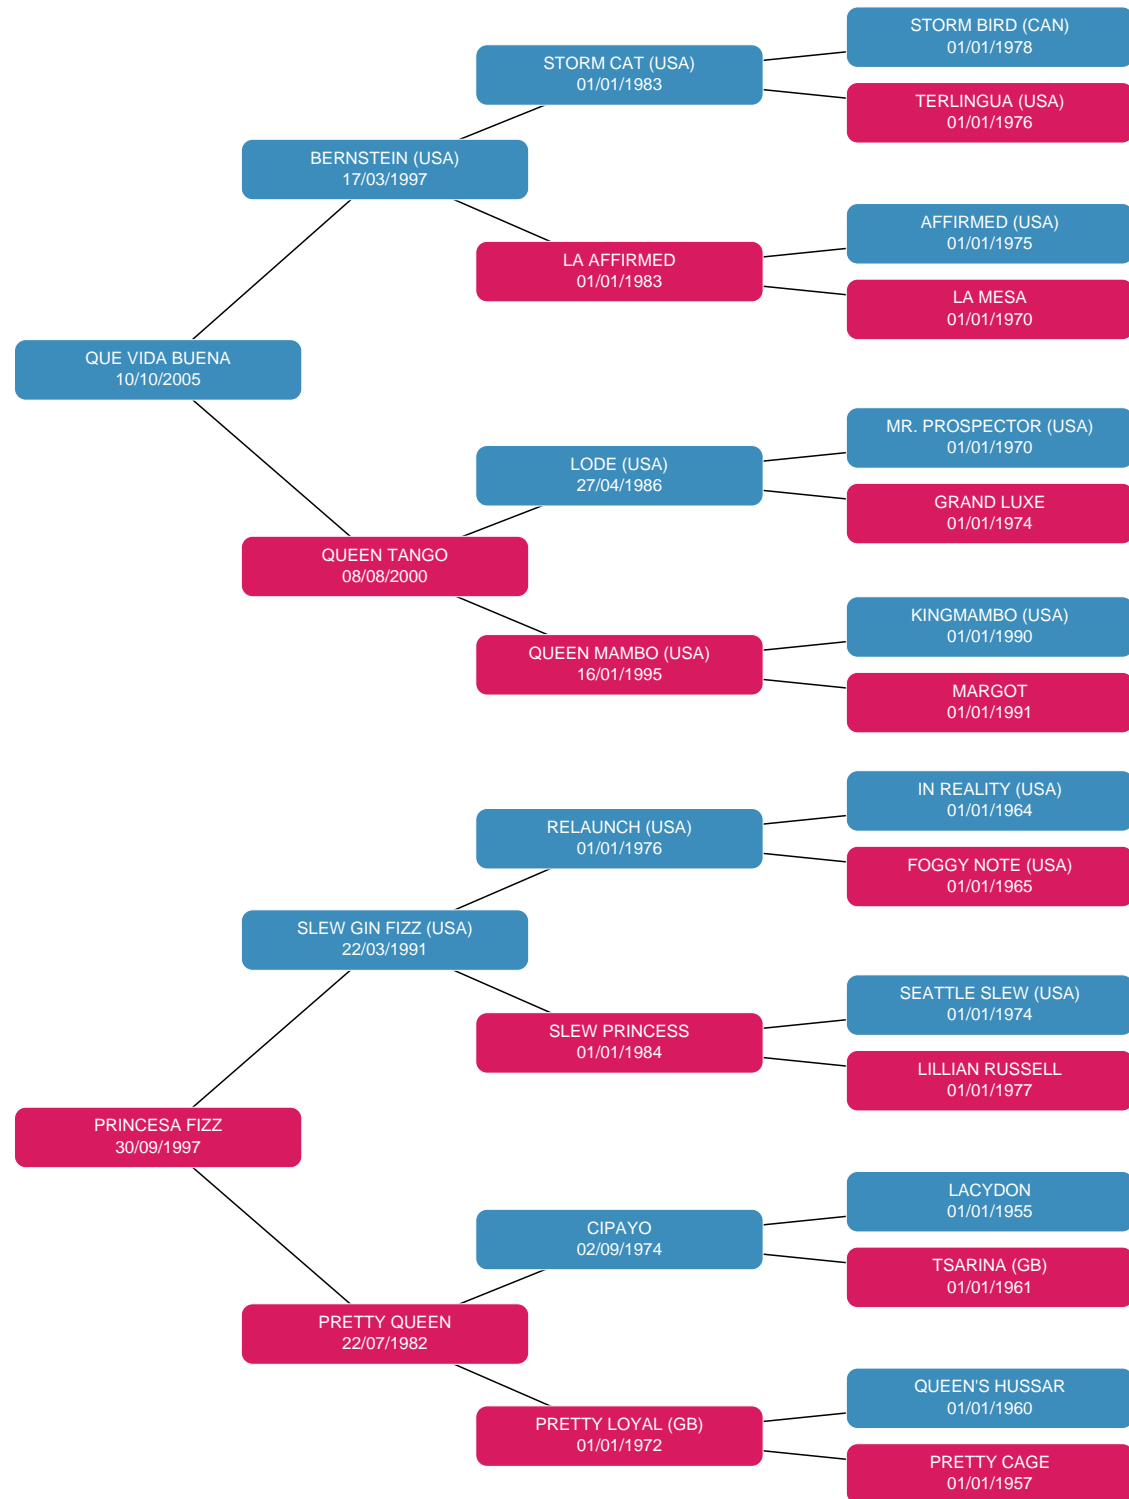 STORM BIRD (CAN)
01/01/1978
STORM CAT (USA)
01/01/1983
TERLINGUA (USA)
01/01/1976
BERNSTEIN (USA)
17/03/1997
AFFIRMED (USA)
01/01/1975
LA AFFIRMED
01/01/1983
LA MESA
01/01/1970
QUE VIDA BUENA
10/10/2005
MR. PROSPECTOR (USA)
01/01/1970
LODE (USA)
27/04/1986
GRAND LUXE
01/01/1974
QUEEN TANGO
08/08/2000
KINGMAMBO (USA)
01/01/1990
QUEEN MAMBO (USA)
16/01/1995
MARGOT
01/01/1991
IN REALITY (USA)
01/01/1964
RELAUNCH (USA)
01/01/1976
FOGGY NOTE (USA)
01/01/1965
SLEW GIN FIZZ (USA)
22/03/1991
SEATTLE SLEW (USA)
01/01/1974
SLEW PRINCESS
01/01/1984
LILLIAN RUSSELL
01/01/1977
PRINCESA FIZZ
30/09/1997
LACYDON
01/01/1955
CIPAYO
02/09/1974
TSARINA (GB)
01/01/1961
PRETTY QUEEN
22/07/1982
QUEEN'S HUSSAR
01/01/1960
PRETTY LOYAL (GB)
01/01/1972
PRETTY CAGE
01/01/1957